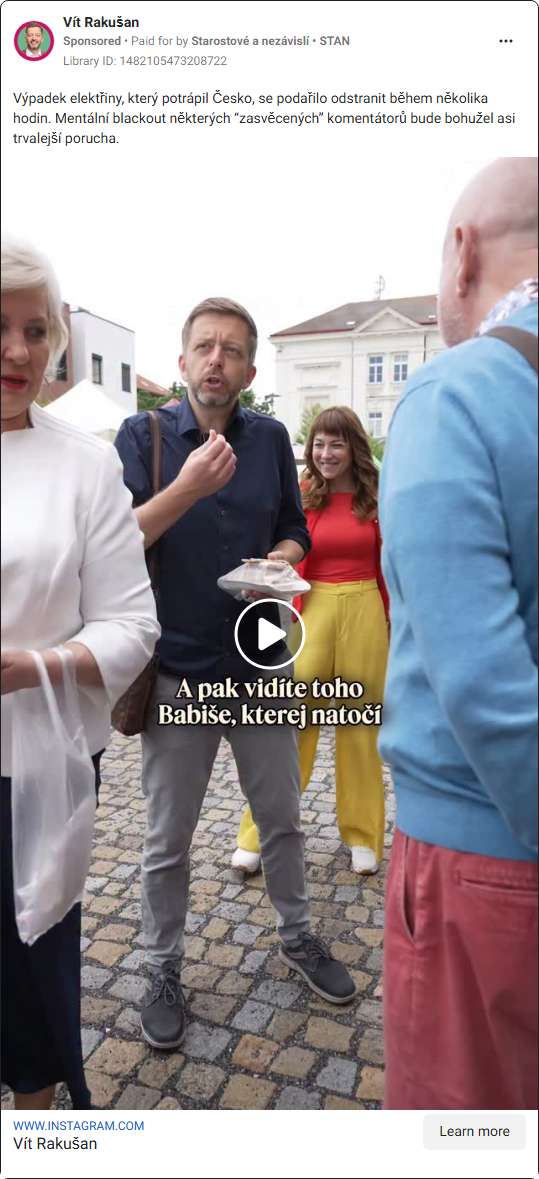 Vít Rakušan
Sponsored • Paid for by Starostové a nezávislí • STAN
Library ID: 1482105473208722
Výpadek elektřiny, který potrápil Česko, se podařilo odstranit během několika
hodin. Mentální blackout některých “zasvěcených” komentátorů bude bohužel asi
trvalejší porucha.
A pak vidíte toho
Babiše, kterej natočí
WWW.INSTAGRAM.COM
Vít Rakušan
Learn more